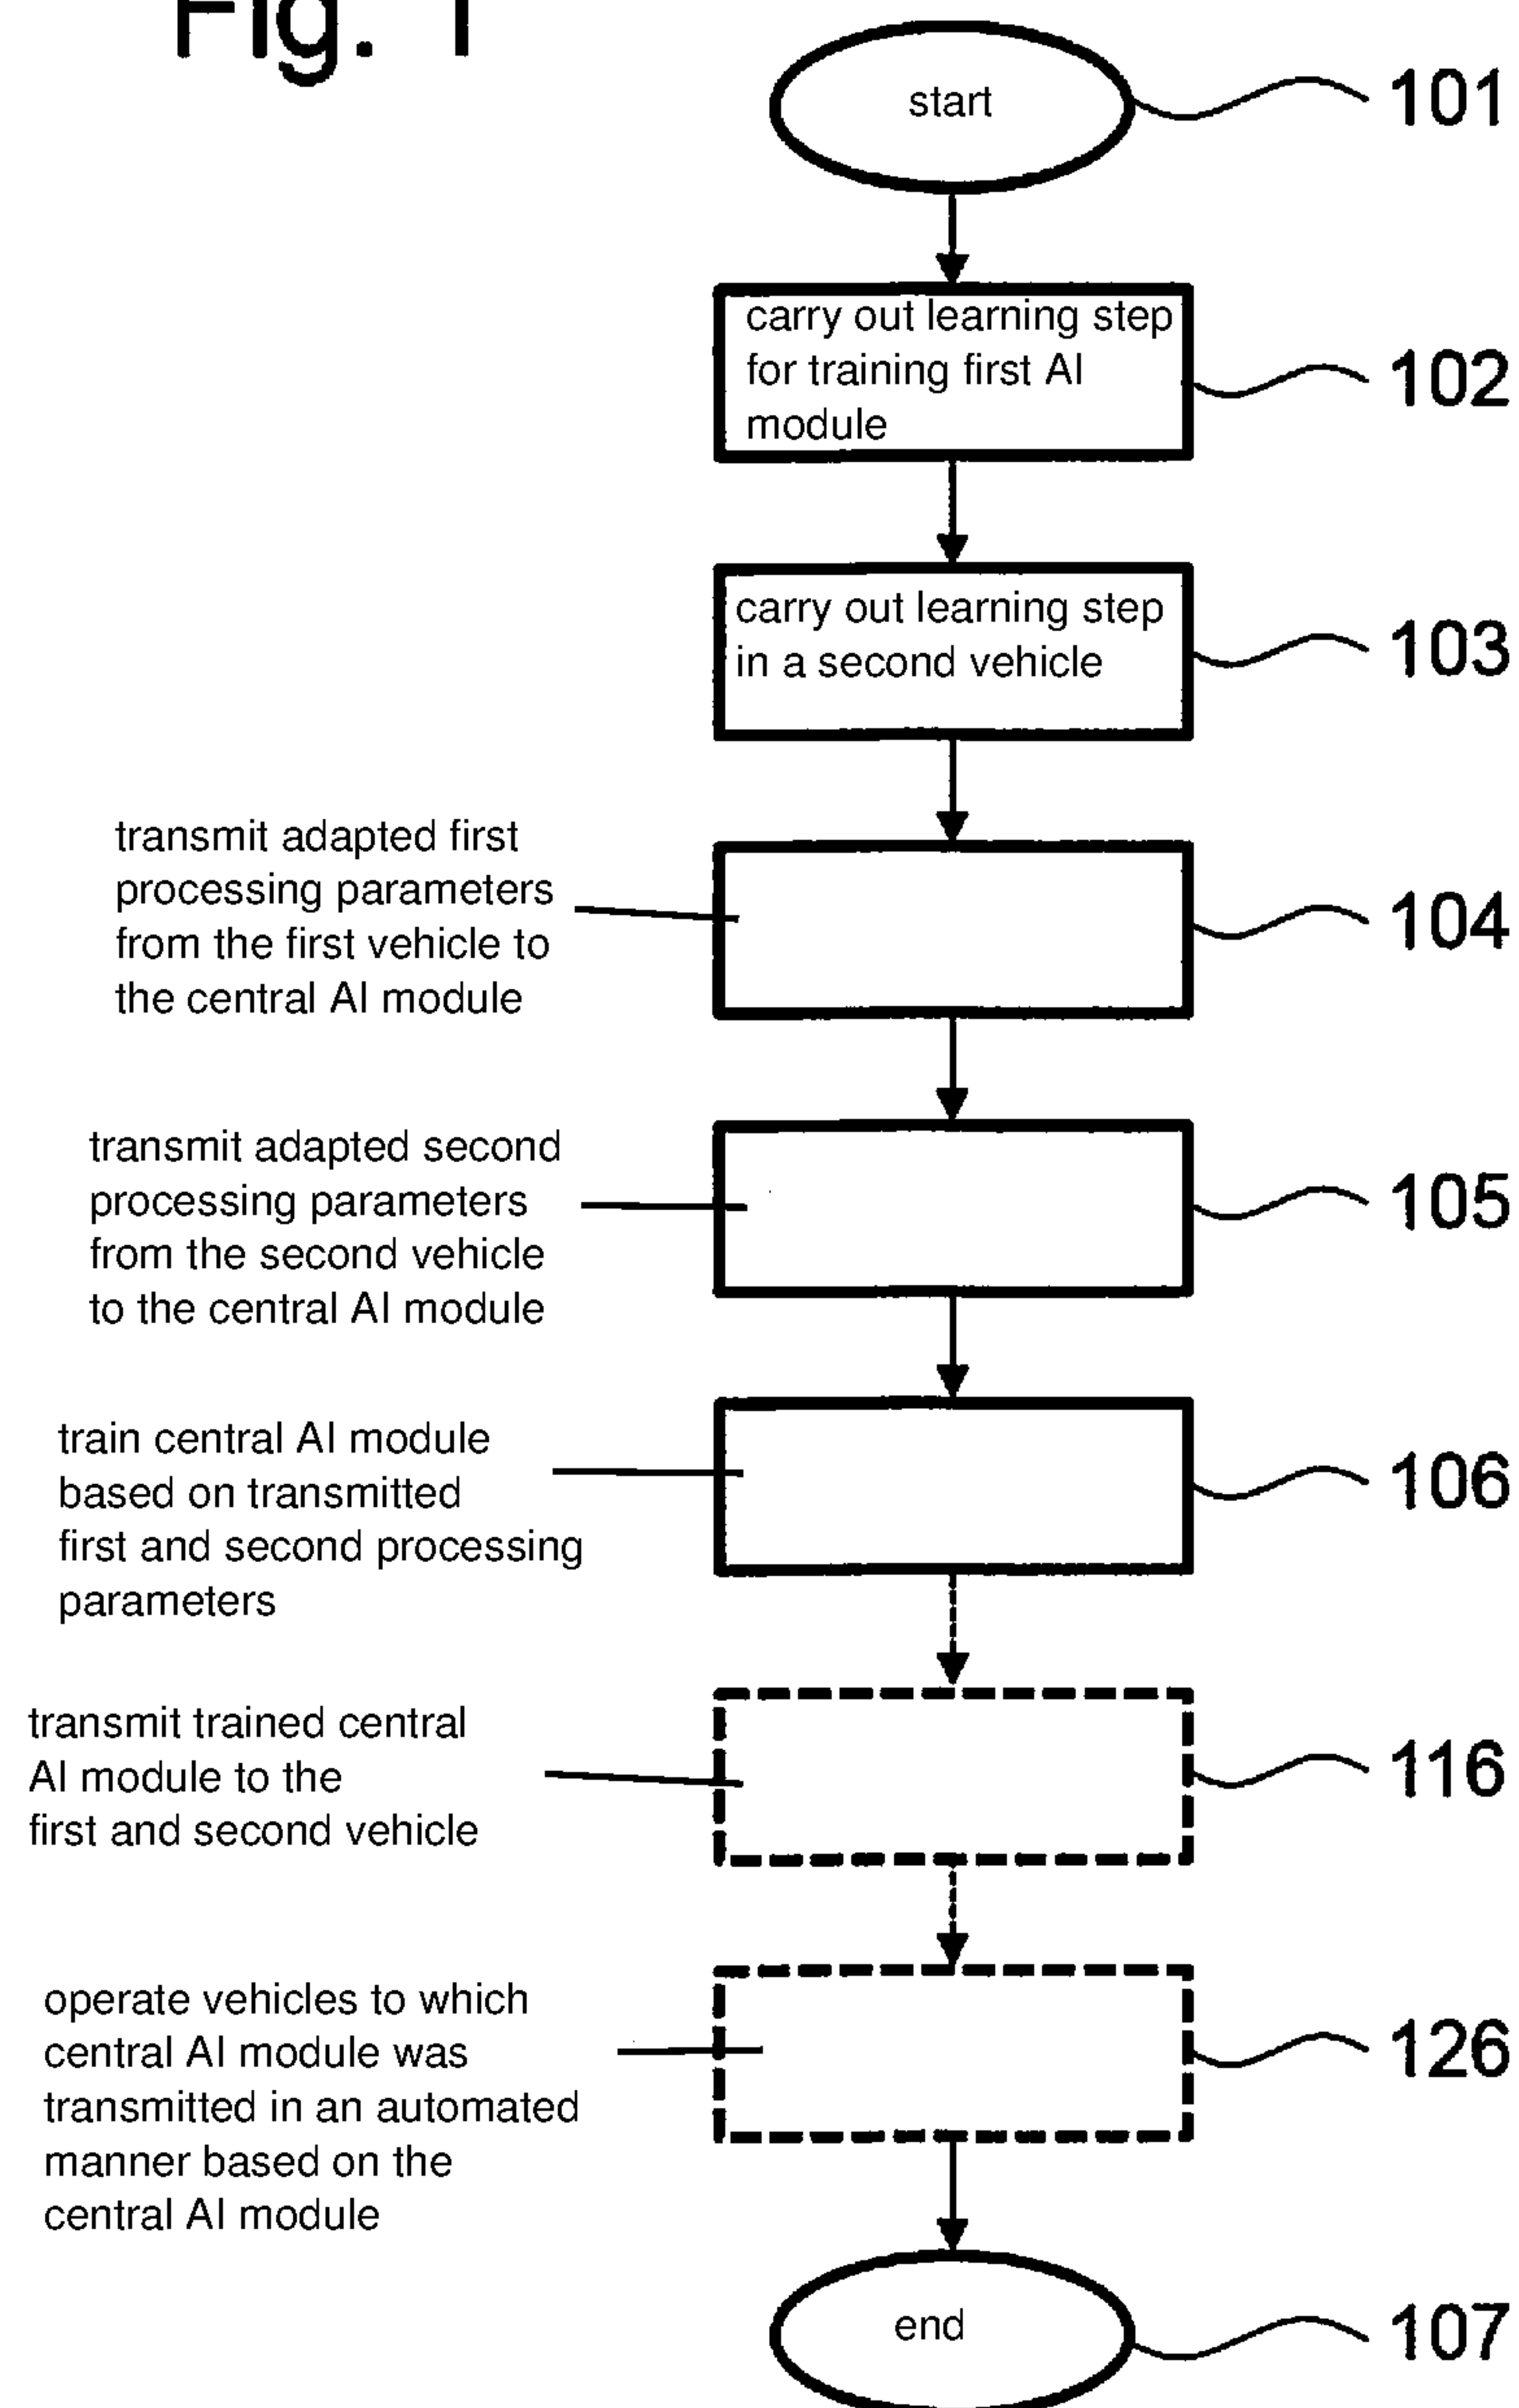 Fig. 1
start
101
carry out learning step
for training first AI
module
102
carry out learning step
in a second vehicle
103
transmit adapted first
processing parameters
from the first vehicle to
the central AI module
104
transmit adapted second
processing parameters
from the second vehicle
to the central AI module
105
train central AI module
based on transmitted
first and second processing
parameters
106
transmit trained central
AI module to the
first and second vehicle
116
operate vehicles to which
central AI module was
transmitted in an automated
manner based on the
central AI module
126
end
107